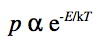 p α e-E/kT